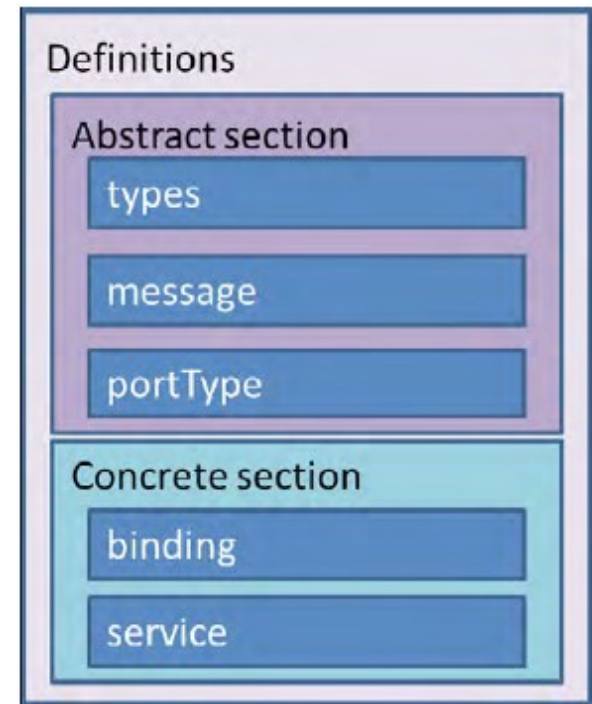 Definitions
Abstract section
types
message
portType
Concrete section
binding
service